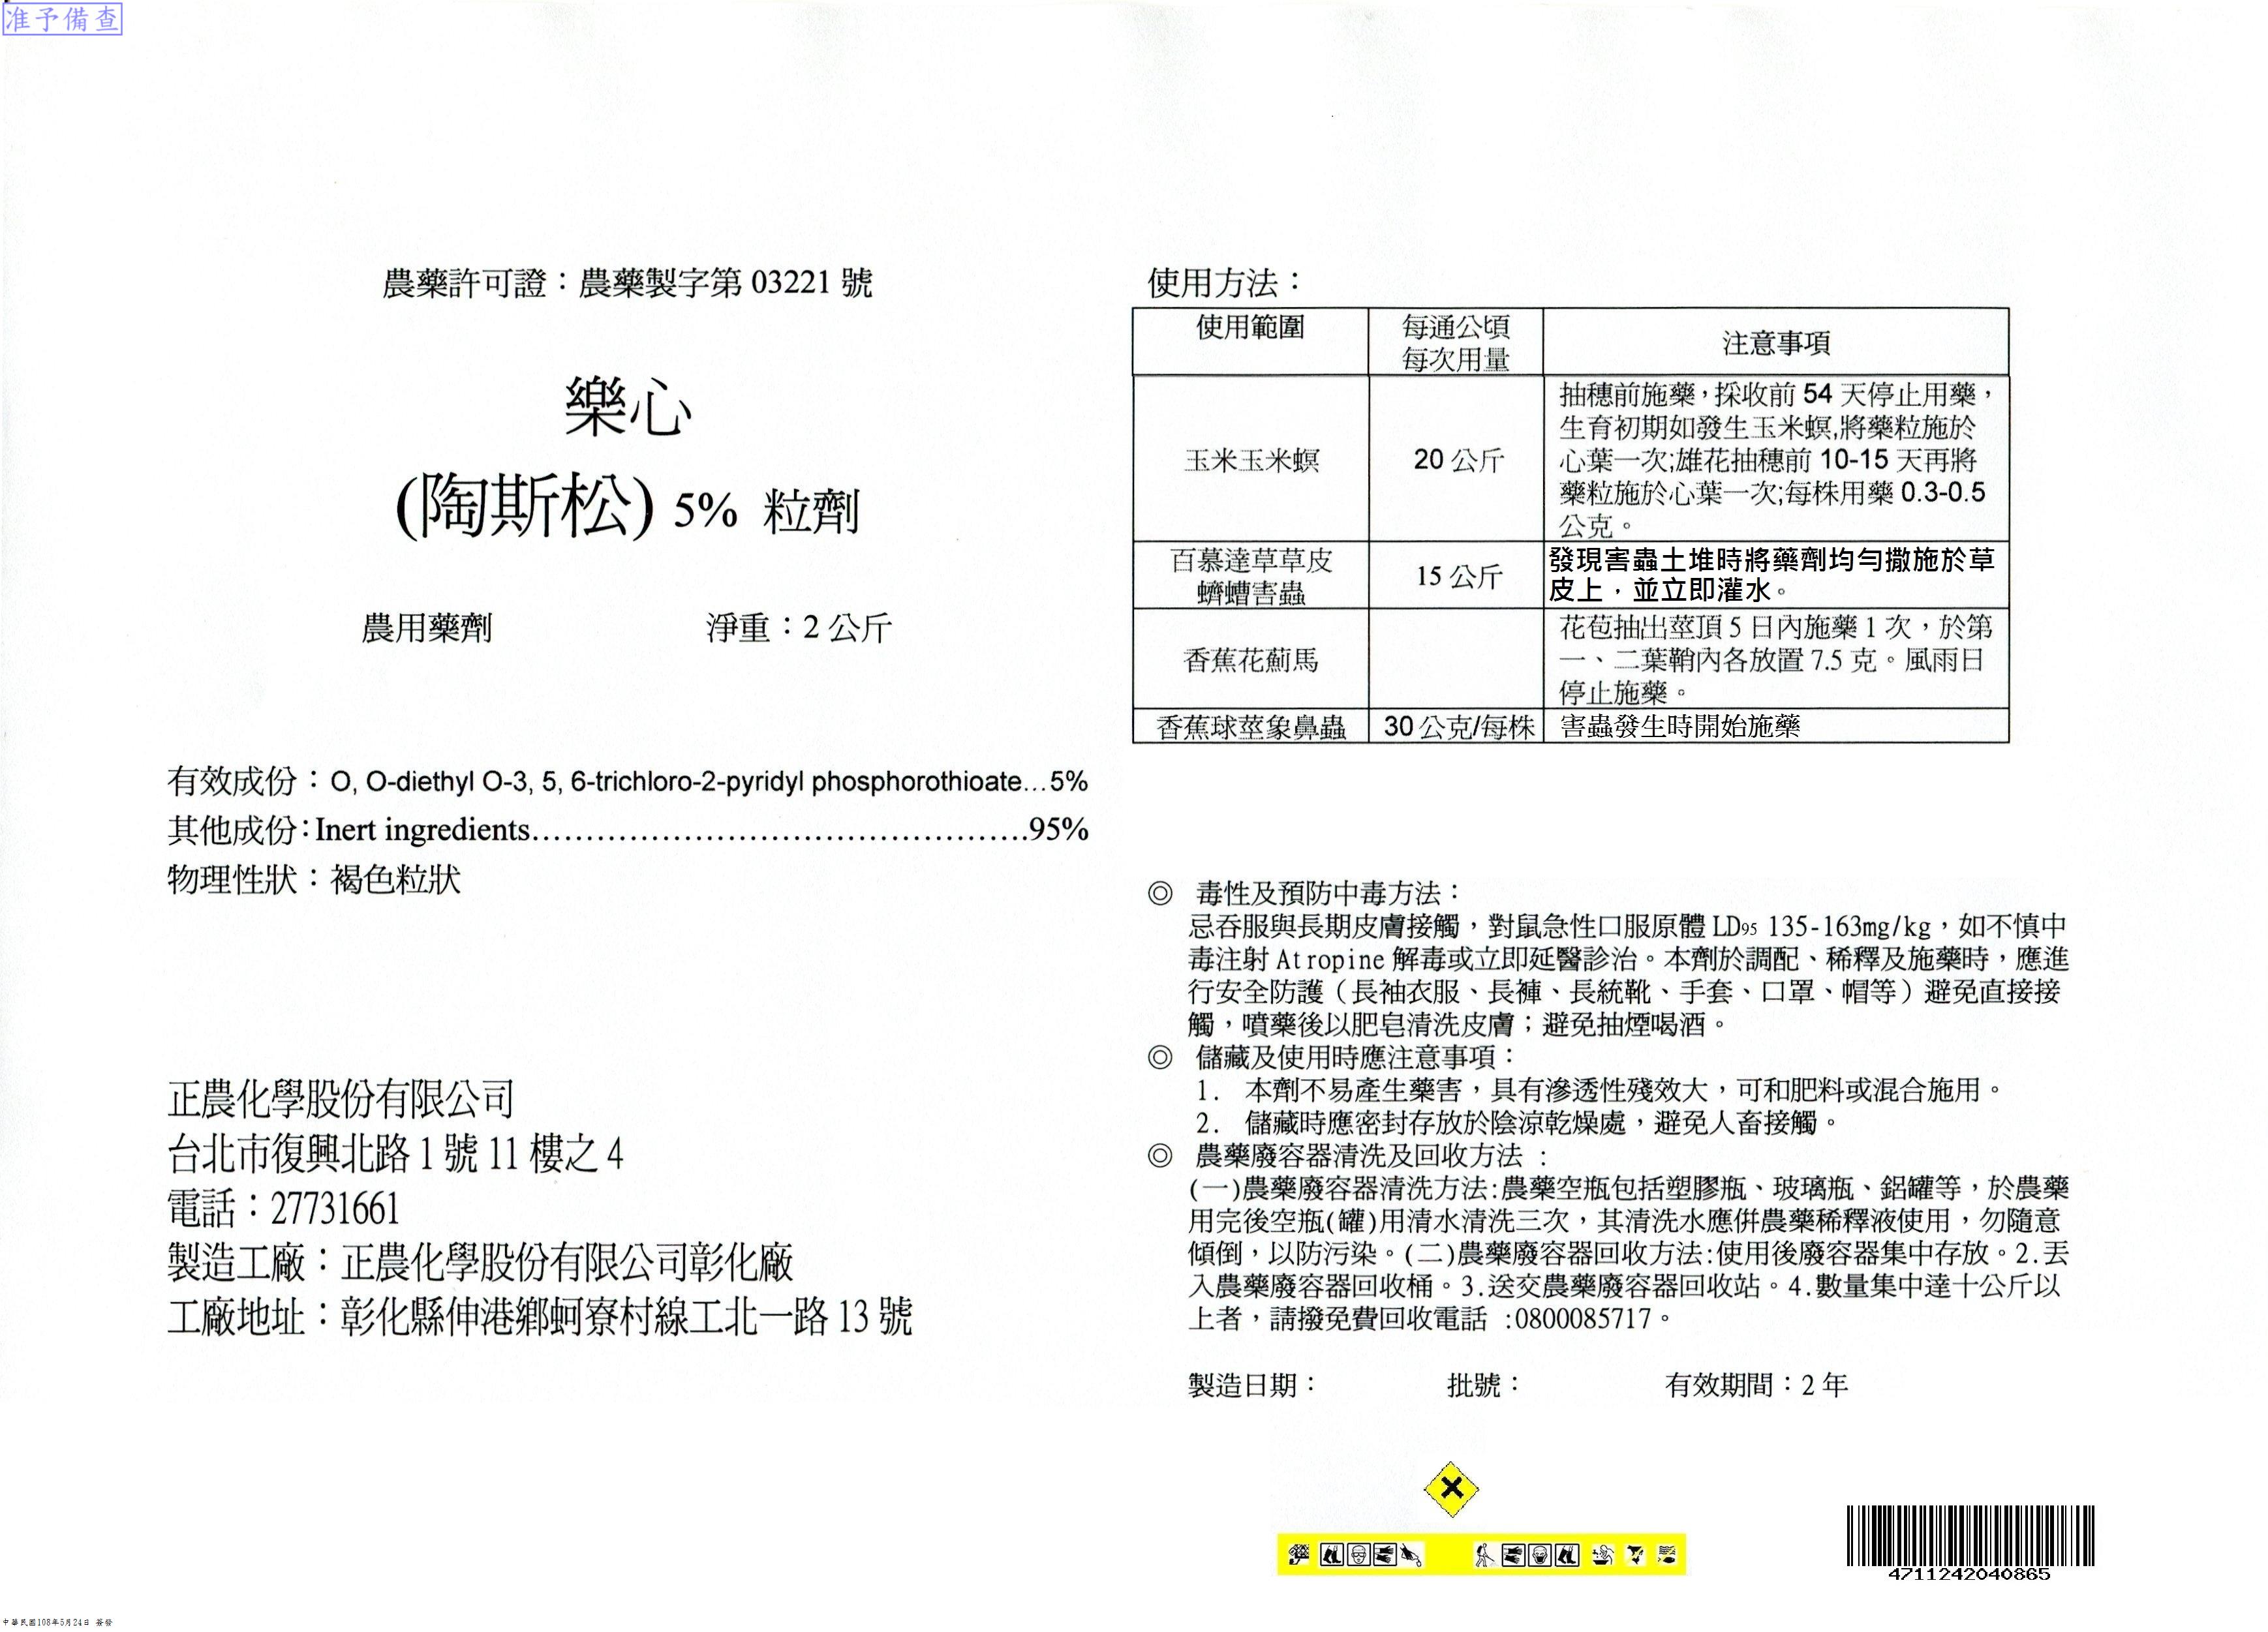 准予備查
農藥許可證：農藥製字第 03221 號
樂心
(陶斯松) 5% 粒劑
農用藥劑 淨重：2 公斤
有效成份：O, O-diethyl O-3, 5, 6-trichloro-2-pyridyl phosphorothioate...5%
其他成份:Inert ingredients..............................................95%
物理性狀：褐色粒狀
正農化學股份有限公司
台北市復興北路 1 號 11 樓之 4
電話：27731661
製造工廠：正農化學股份有限公司彰化廠
工廠地址：彰化縣伸港鄉蚵寮村線工北一路 13 號
使用方法：
使用範圍 每通公頃 注意事項
每次用量
玉米玉米螟 20 公斤 抽穗前施藥，採收前 54 天停止用藥，
生育初期如發生玉米螟,將藥粒施於
心葉一次;雄花抽穗前 10-15 天再將
藥粒施於心葉一次;每株用藥 0.3-0.5
公克。
百慕達草草皮 15 公斤 發現害蟲土堆時將藥劑均勻撒施於草
蠐螬害蟲 皮上，並立即灌水。
香蕉花薊馬 花苞抽出莖頂 5 日內施藥 1 次，於第
一、二葉鞘內各放置 7.5 克。風雨日
停止施藥。
香蕉球莖象鼻蟲 30 公克/每株 害蟲發生時開始施藥
◎ 毒性及預防中毒方法：
忌吞服與長期皮膚接觸，對鼠急性口服原體 LD95 135-163mg/kg，如不慎中
毒注射 Atropine 解毒或立即延醫診治。本劑於調配、稀釋及施藥時，應進
行安全防護（長袖衣服、長褲、長統靴、手套、口罩、帽等）避免直接接
觸，噴藥後以肥皂清洗皮膚；避免抽煙喝酒。
◎ 儲藏及使用時應注意事項：
1. 本劑不易產生藥害，具有滲透性殘效大，可和肥料或混合施用。
2. 儲藏時應密封存放於陰涼乾燥處，避免人畜接觸。
◎ 農藥廢容器清洗及回收方法 :
(一)農藥廢容器清洗方法:農藥空瓶包括塑膠瓶、玻璃瓶、鋁罐等，於農藥
用完後空瓶(罐)用清水清洗三次，其清洗水應併農藥稀釋液使用，勿隨意
傾倒，以防污染。(二)農藥廢容器回收方法:使用後廢容器集中存放。2.丟
入農藥廢容器回收桶。3.送交農藥廢容器回收站。4.數量集中達十公斤以
上者，請撥免費回收電話 :0800085717。
製造日期： 批號： 有效期間：2 年
4711242040865
中華民國108年5月24日 簽發